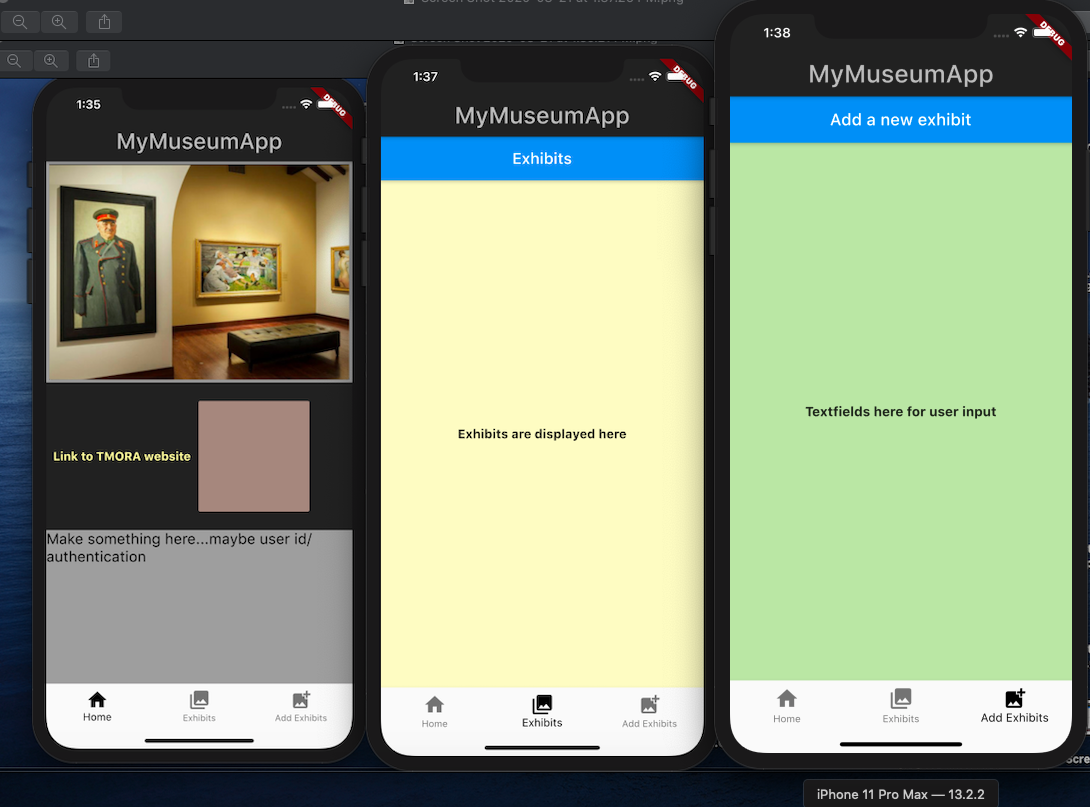 1:35
DEBUG
MyMuseumApp
Link to TMORA website
Make something here...maybe user id/
authentication
Home
Exhibits
Add Exhibits
1:37
DEBUG
MyMuseumApp
Exhibits
Exhibits are displayed here
Home
Exhibits
Add Exhibits
1:38
DEBUG
MyMuseumApp
Add a new exhibit
Textfields here for user input
Home
Exhibits
Add Exhibits
iPhone 11 Pro Max — 13.2.2